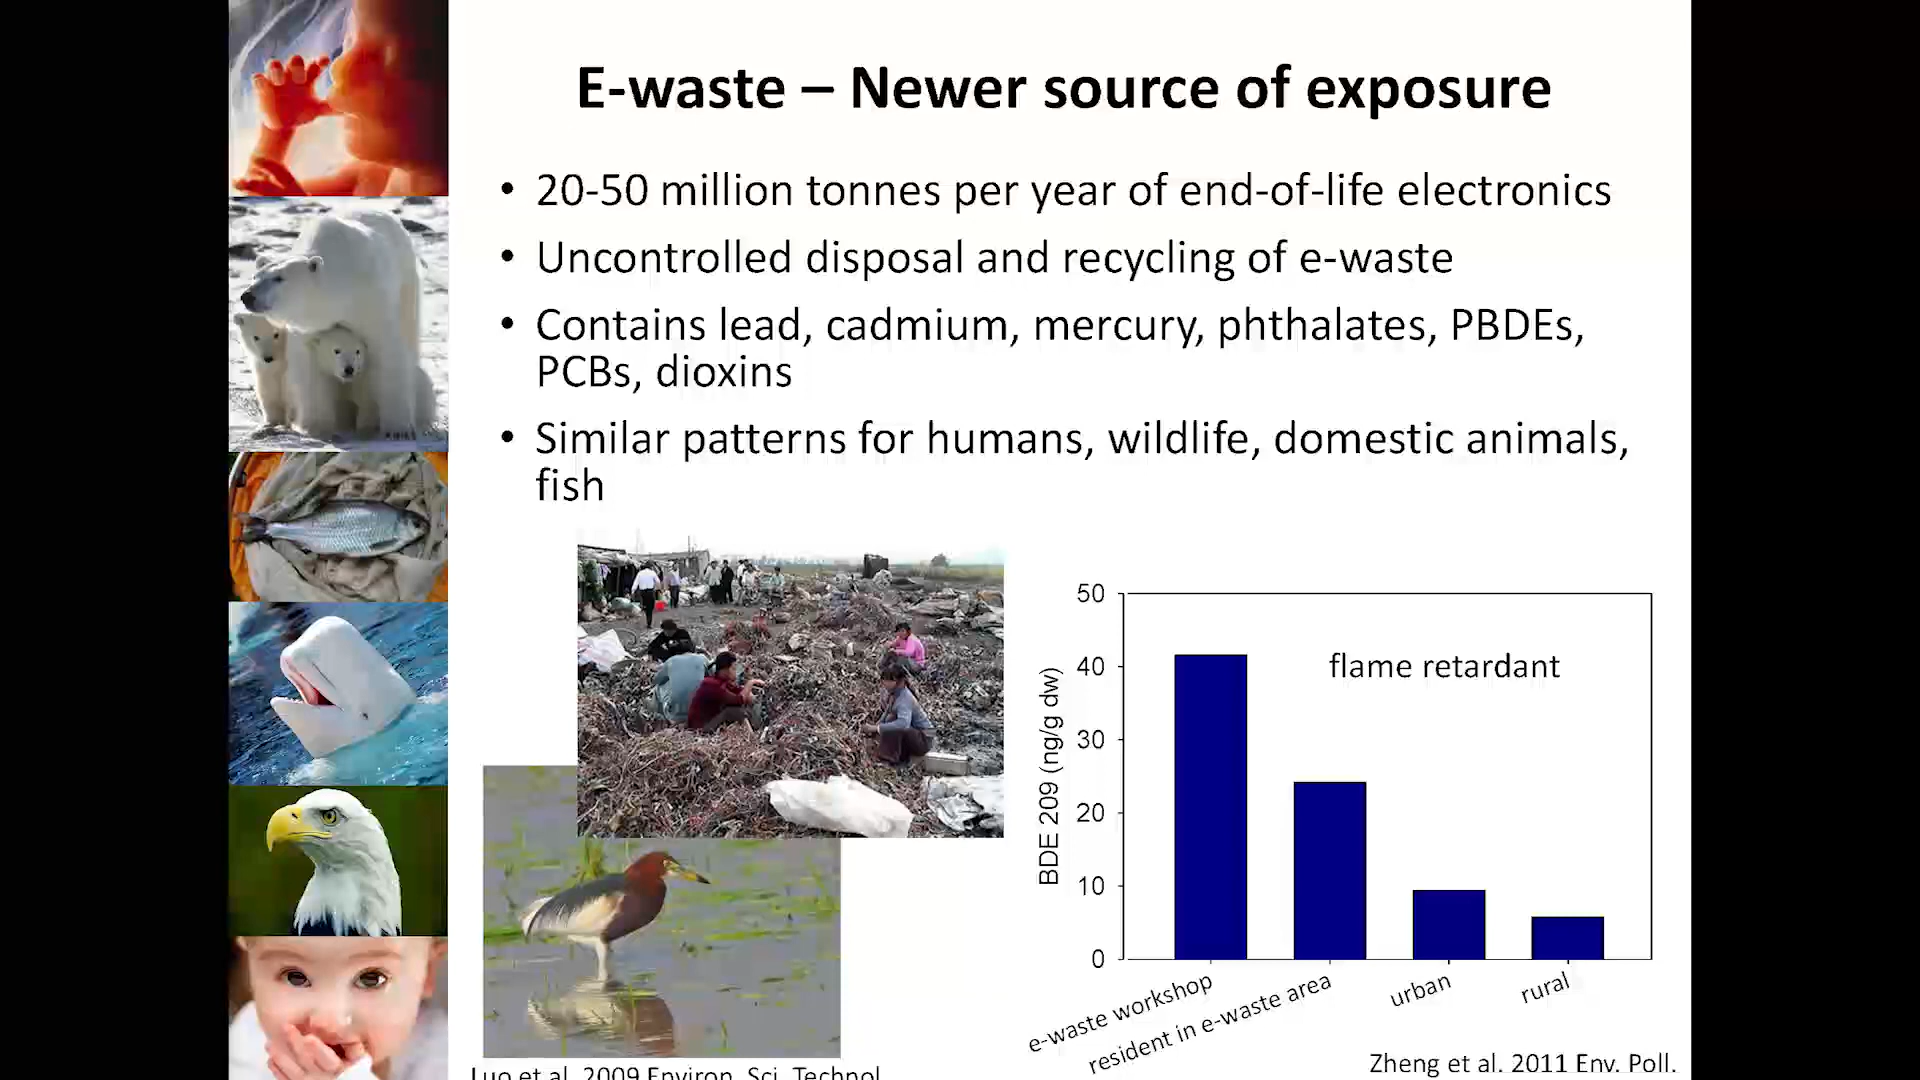 E-waste – Newer source of exposure
• 20-50 million tonnes per year of end-of-life electronics
• Uncontrolled disposal and recycling of e-waste
• Contains lead, cadmium, mercury, phthalates, PBDEs,
PCBs, dioxins
• Similar patterns for humans, wildlife, domestic animals,
fish
50
40
30
20
10
0
BDE 209 (ng/g dw)
flame retardant
e-waste workshop
resident in e-waste area
urban
rural
Luo et al. 2009 Environ. Sci. Technol
Zheng et al. 2011 Env. Poll.